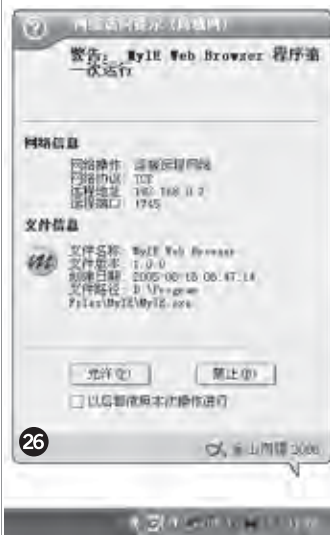 网络访问提示（局域网）
警告： MyIE Web Browser 程序第
一次运行
网络信息
网络操作 连接远程网络
网络协议 TCP
远程地址 192.168.0.2
远程端口 1745
文件信息
文件名称 MyIE Web Browser
文件版本 1.0.0
创建日期 2005-08-18 08:47:14
文件路径 D:\Program
Files\MyIE\MyIE.exe
允许(Y)
禁止(N)
以后都依照本次操作进行
26
金山网镖 2006